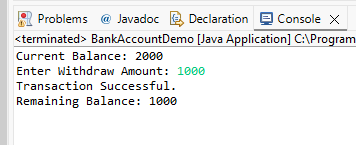 Problems @ Javadoc Declaration Console
<terminated> BankAccountDemo [Java Application] C:\Program
Current Balance: 2000
Enter Withdraw Amount: 1000
Transaction Successful.
Remaining Balance: 1000